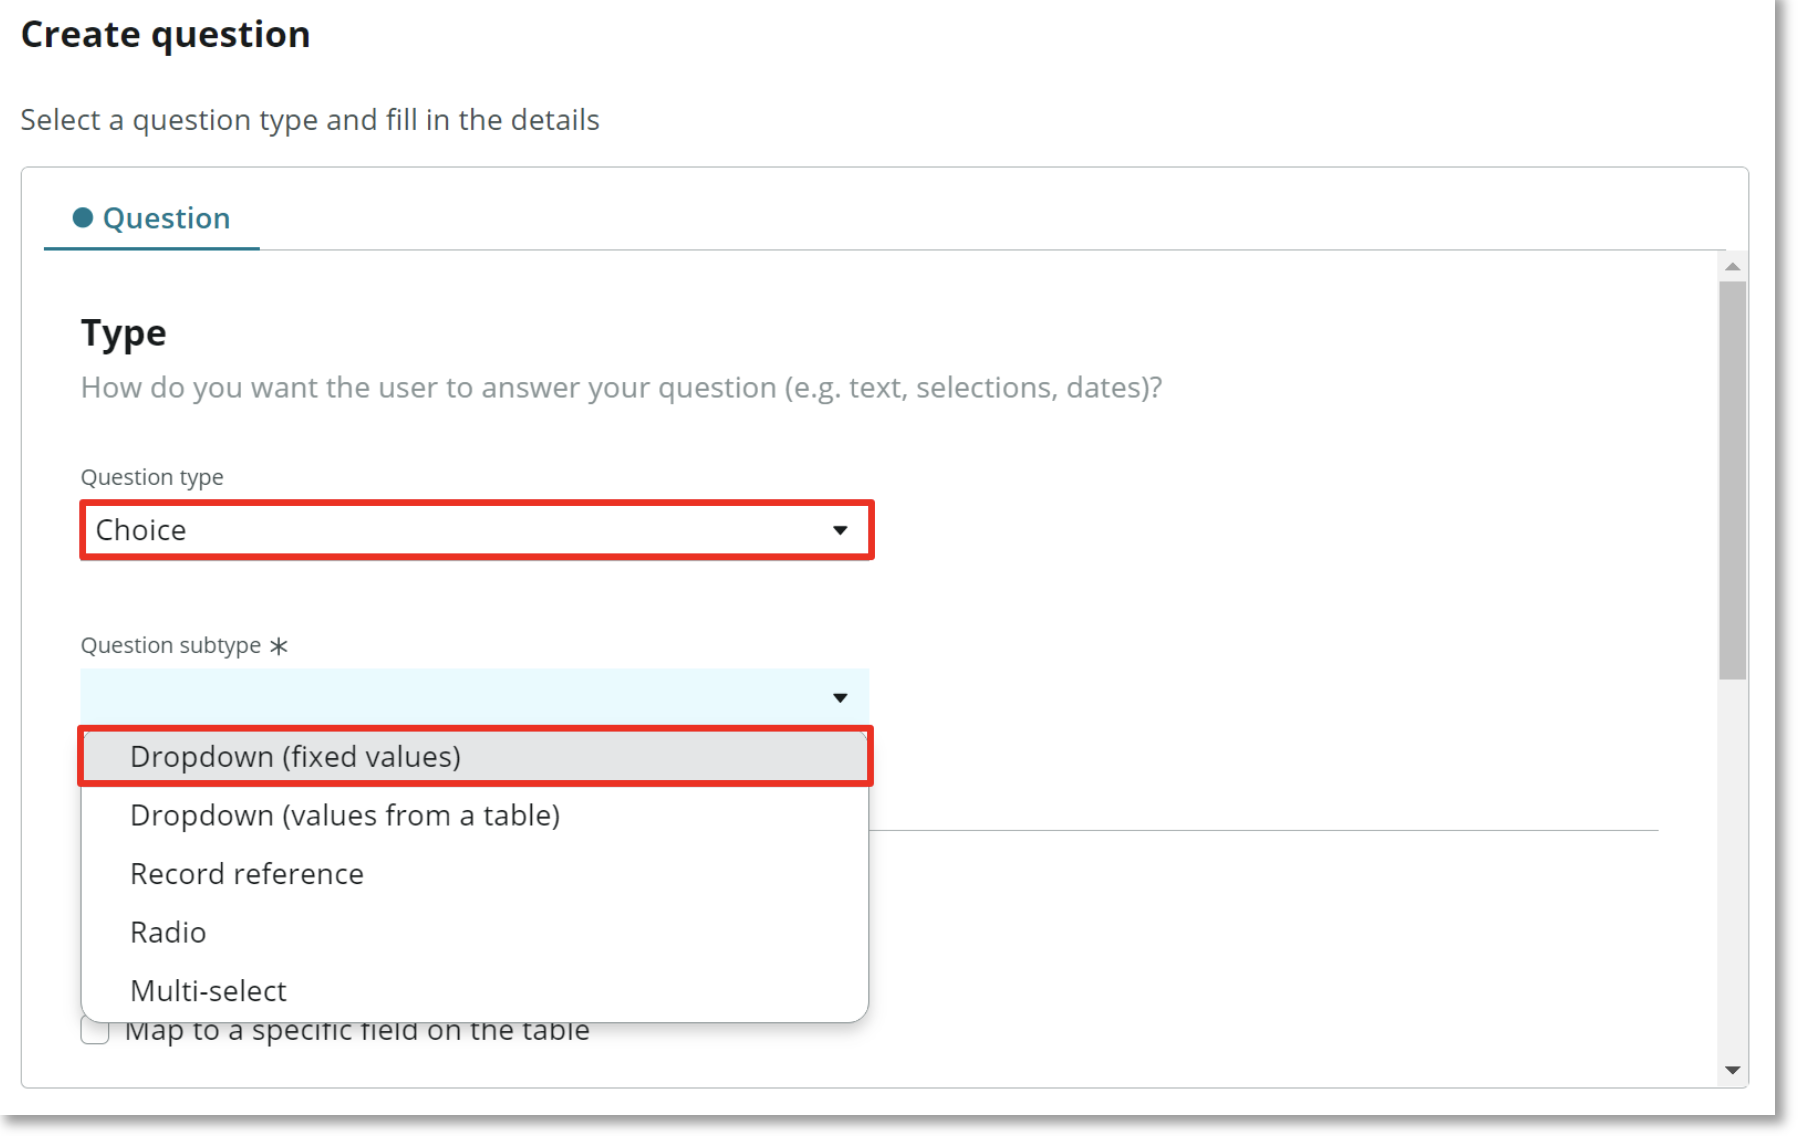 Create question
Select a question type and fill in the details
Question
Type
How do you want the user to answer your question (e.g. text, selections, dates)?
Question type
Choice
Question subtype *
Dropdown (fixed values)
Dropdown (values from a table)
Record reference
Radio
Multi-select
Map to a specific field on the table